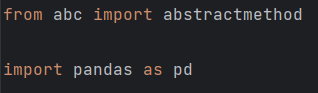 from abc import abstractmethod
import pandas as pd